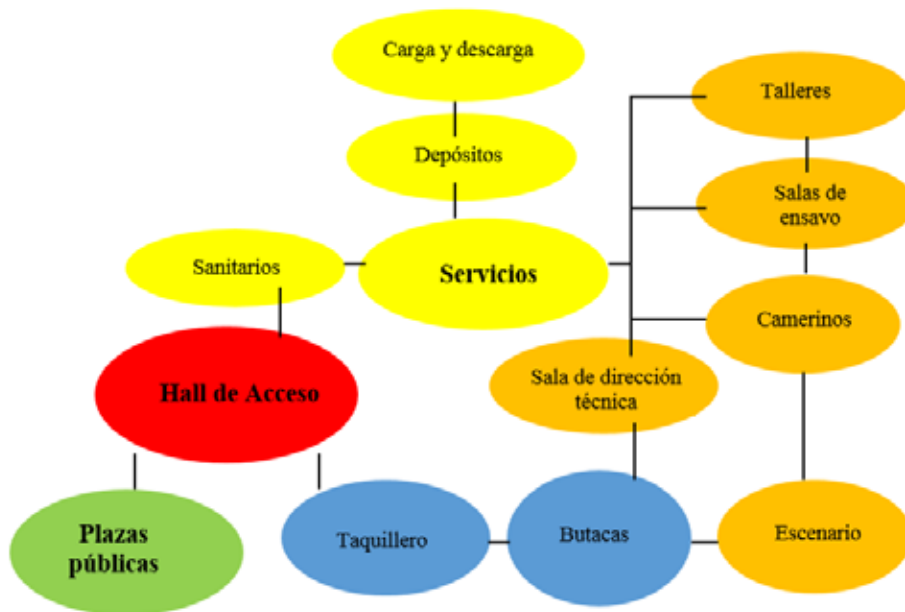 Carga y descarga
Talleres
Depósitos
Salas de
ensavo
Sanitarios
Servicios
Camerinos
Hall de Acceso
Sala de dirección
técnica
Plazas
públicas
Taquillero
Butacas
Escenario